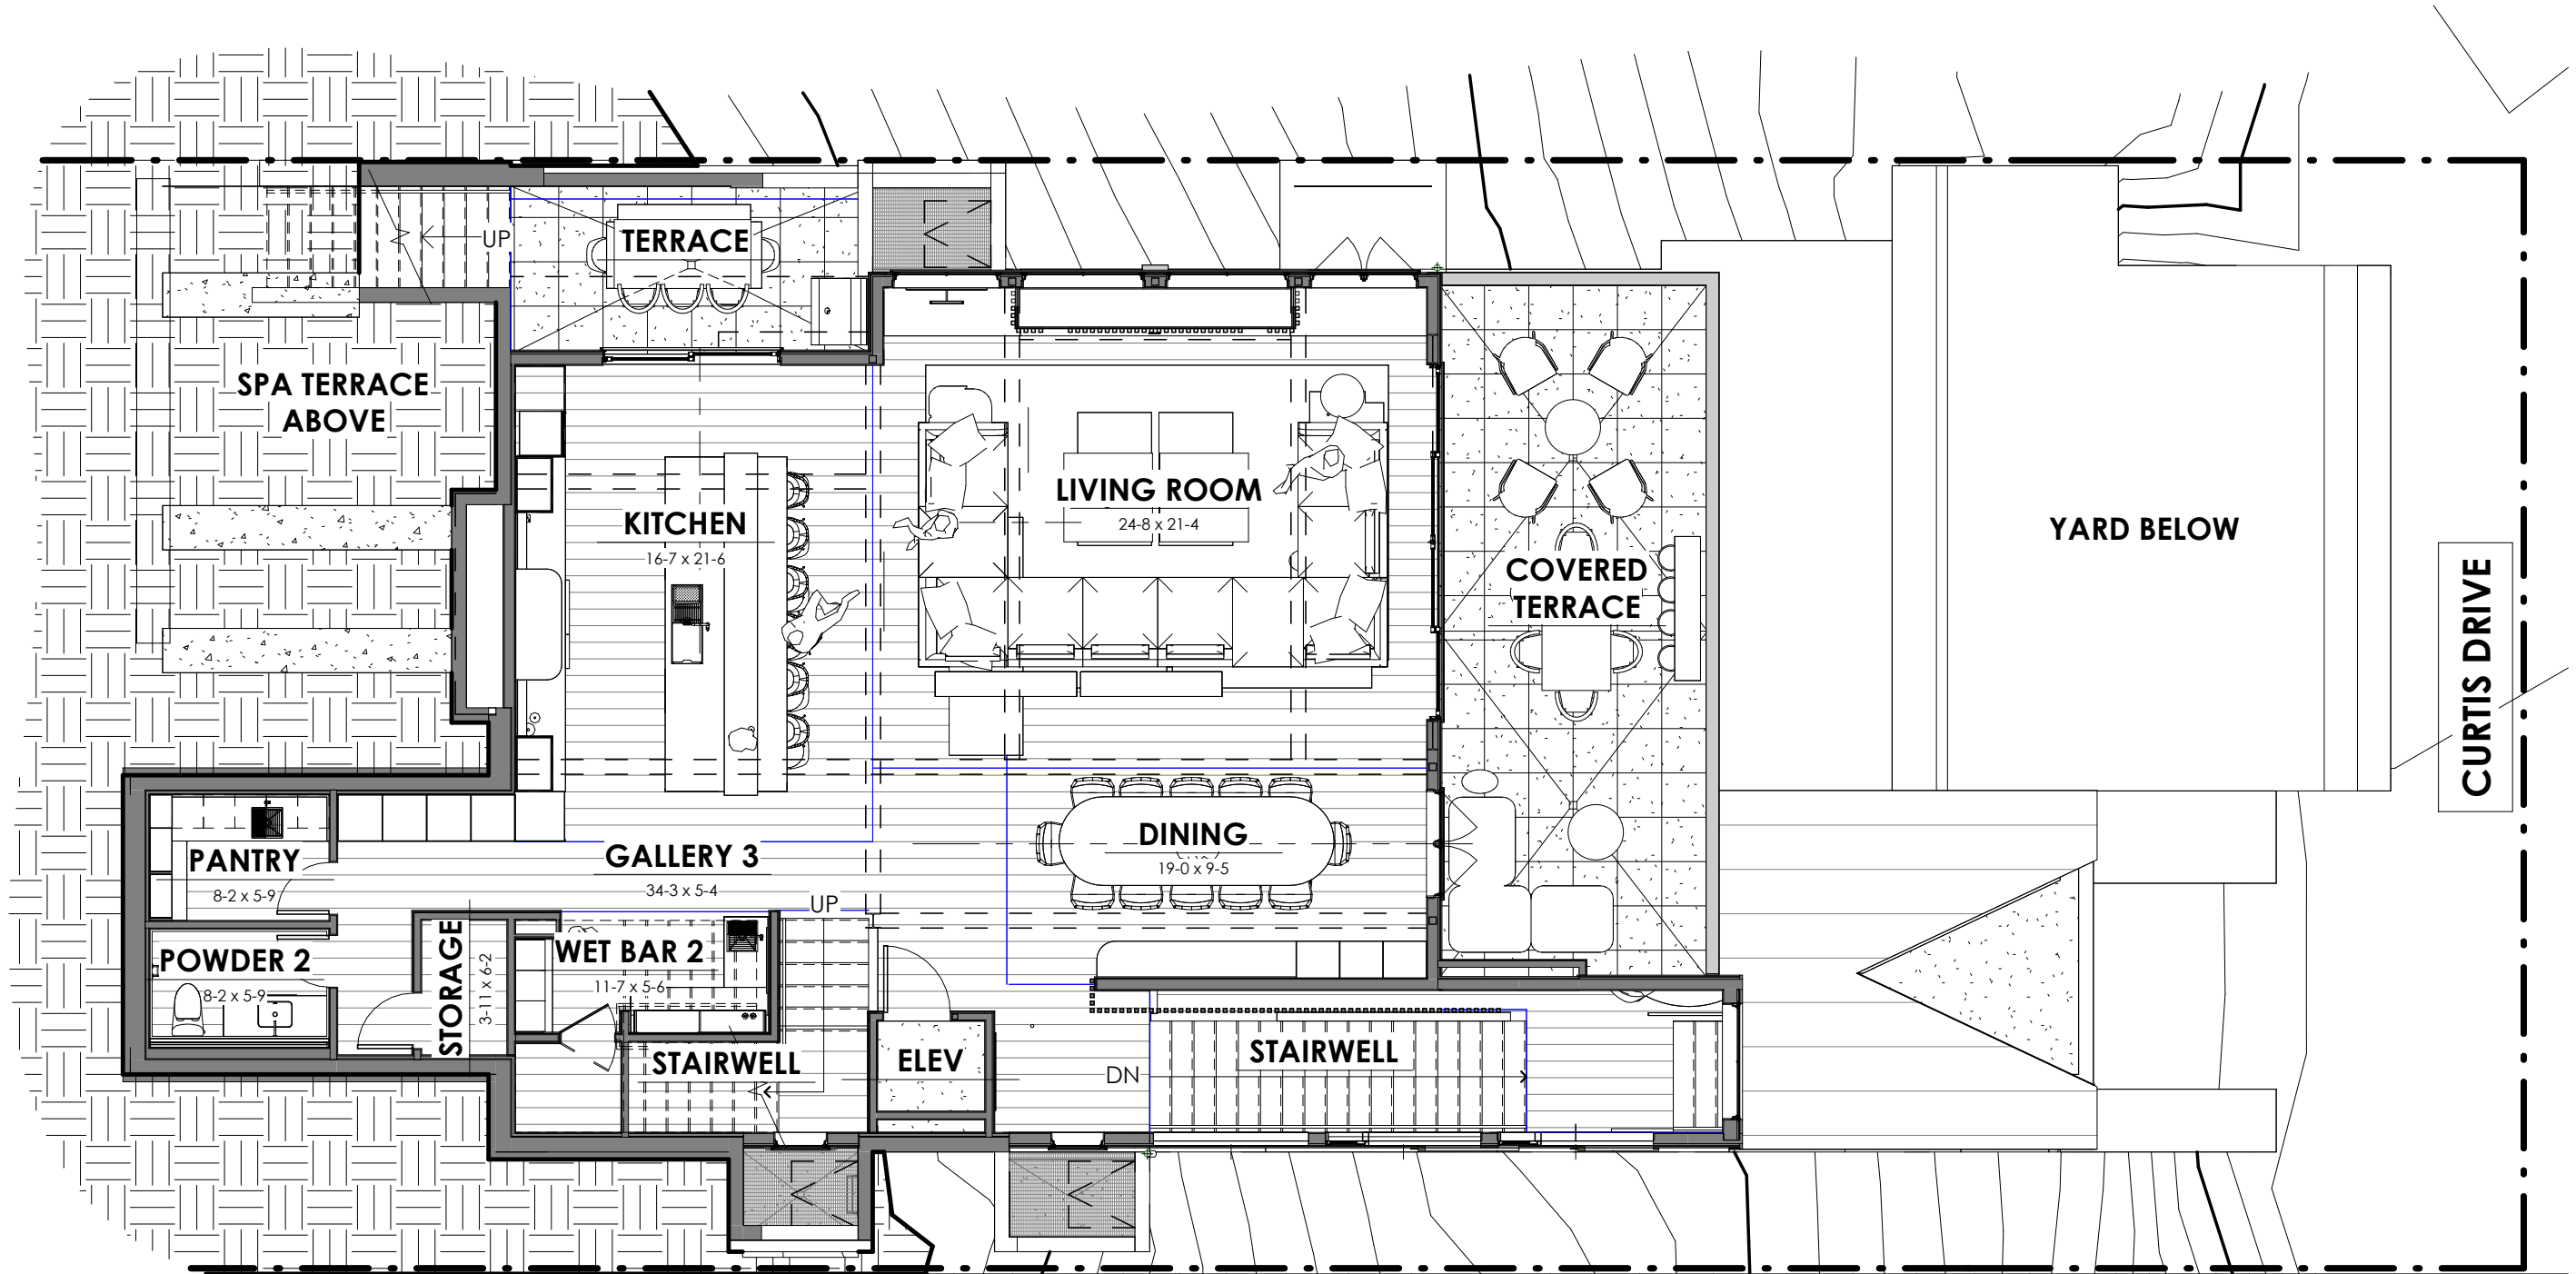 UP
TERRACE
SPA TERRACE
ABOVE
KITCHEN
16-7 x 21-6
LIVING ROOM
24-8 x 21-4
COVERED
TERRACE
YARD BELOW
CURTIS DRIVE
PANTRY
8-2 x 5-9
GALLERY 3
34-3 x 5-4
DINING
19-0 x 9-5
UP
POWDER 2
8-2 x 5-9
STORAGE
3-11 x 6-2
WET BAR 2
11-7 x 5-6
STAIRWELL
ELEV
DN
STAIRWELL